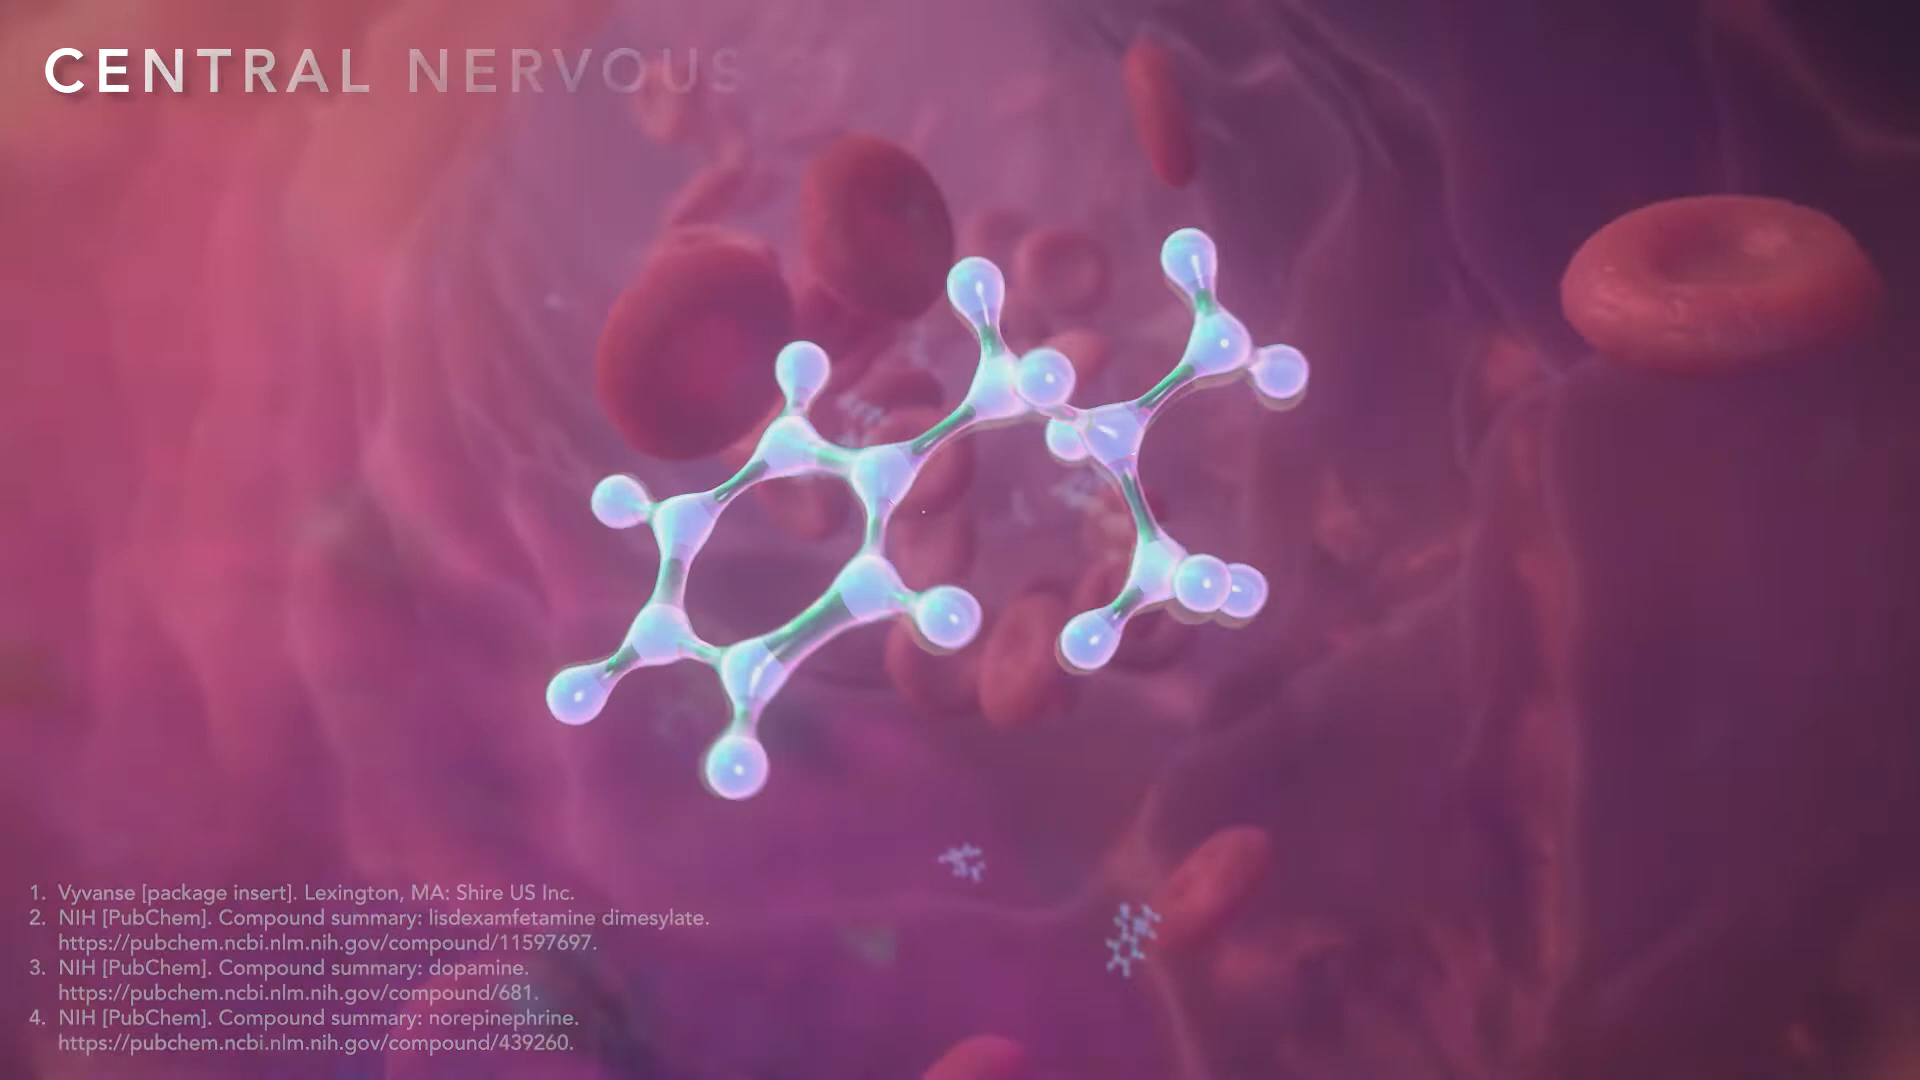 CENTRAL NERVOUS
1. Vyvanse [package insert]. Lexington, MA: Shire US Inc.
2. NIH [PubChem]. Compound summary: lisdexamfetamine dimesylate.
https://pubchem.ncbi.nlm.nih.gov/compound/11597697.
3. NIH [PubChem]. Compound summary: dopamine.
https://pubchem.ncbi.nlm.nih.gov/compound/681.
4. NIH [PubChem]. Compound summary: norepinephrine.
https://pubchem.ncbi.nlm.nih.gov/compound/439260.